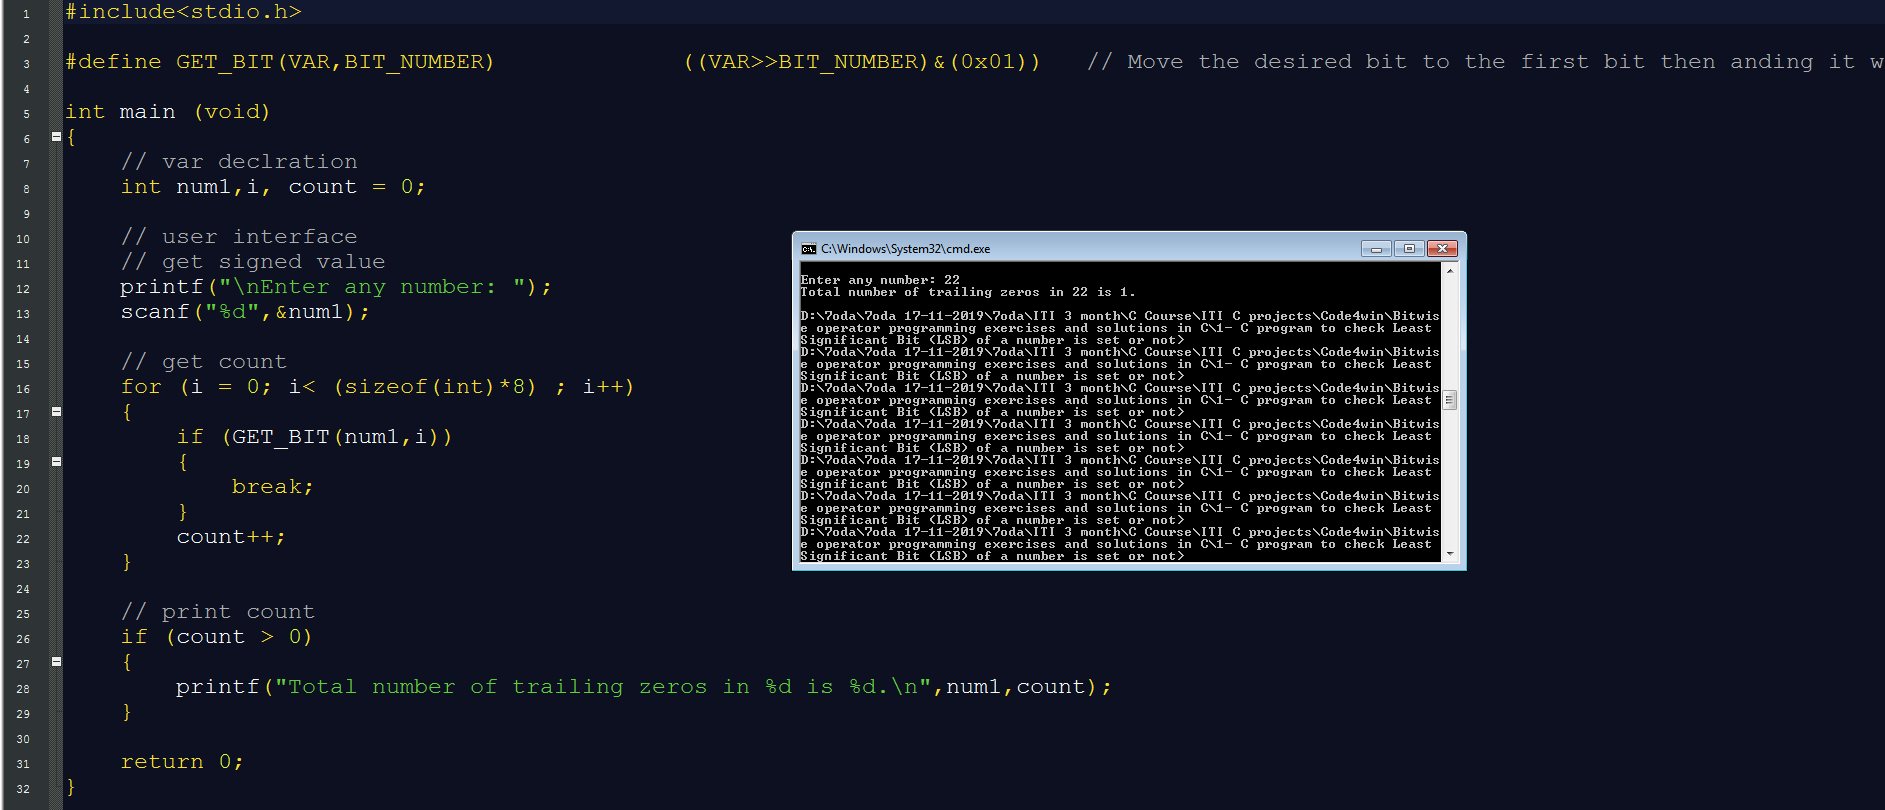 1 #include<stdio.h>
2
3 #define GET_BIT(VAR,BIT_NUMBER) ((VAR>>BIT_NUMBER)&(0x01)) // Move the desired bit to the first bit then anding it w
4
5 int main (void)
6 {
7 // var declration
8 int num1,i, count = 0;
9
10 // user interface
11 // get signed value
12 printf("\nEnter any number: ");
13 scanf("%d",&num1);
14
15 // get count
16 for (i = 0; i< (sizeof(int)*8) ; i++)
17 {
18 if (GET_BIT(num1,i))
19 {
20 break;
21 }
22 count++;
23 }
24
25 // print count
26 if (count > 0)
27 {
28 printf("Total number of trailing zeros in %d is %d.\n",num1,count);
29 }
30
31 return 0;
32 }
C:\Windows\System32\cmd.exe
Enter any number: 22
Total number of trailing zeros in 22 is 1.
D:\7oda\7oda 17-11-2019\7oda\ITI 3 month\C Course\ITI C projects\Code4win\Bitwis
e operator programming exercises and solutions in C\1- C program to check Least
Significant Bit (LSB) of a number is set or not>
D:\7oda\7oda 17-11-2019\7oda\ITI 3 month\C Course\ITI C projects\Code4win\Bitwis
e operator programming exercises and solutions in C\1- C program to check Least
Significant Bit (LSB) of a number is set or not>
D:\7oda\7oda 17-11-2019\7oda\ITI 3 month\C Course\ITI C projects\Code4win\Bitwis
e operator programming exercises and solutions in C\1- C program to check Least
Significant Bit (LSB) of a number is set or not>
D:\7oda\7oda 17-11-2019\7oda\ITI 3 month\C Course\ITI C projects\Code4win\Bitwis
e operator programming exercises and solutions in C\1- C program to check Least
Significant Bit (LSB) of a number is set or not>
D:\7oda\7oda 17-11-2019\7oda\ITI 3 month\C Course\ITI C projects\Code4win\Bitwis
e operator programming exercises and solutions in C\1- C program to check Least
Significant Bit (LSB) of a number is set or not>
D:\7oda\7oda 17-11-2019\7oda\ITI 3 month\C Course\ITI C projects\Code4win\Bitwis
e operator programming exercises and solutions in C\1- C program to check Least
Significant Bit (LSB) of a number is set or not>
D:\7oda\7oda 17-11-2019\7oda\ITI 3 month\C Course\ITI C projects\Code4win\Bitwis
e operator programming exercises and solutions in C\1- C program to check Least
Significant Bit (LSB) of a number is set or not>